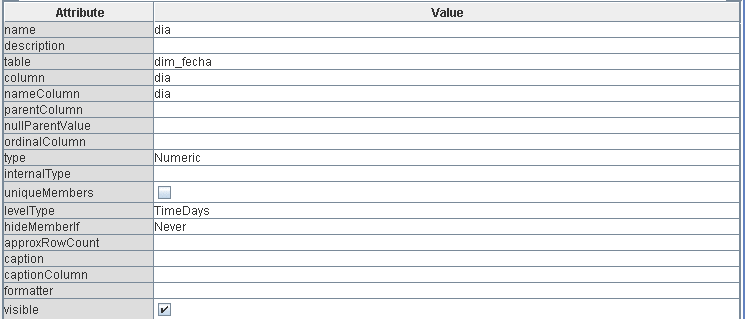 Attribute Value
name dia
description
table dim_fecha
column dia
nameColumn dia
parentColumn
nullParentValue
ordinalColumn
type Numeric
internalType
uniqueMembers
levelType TimeDays
hideMemberIf Never
approxRowCount
caption
captionColumn
formatter
visible